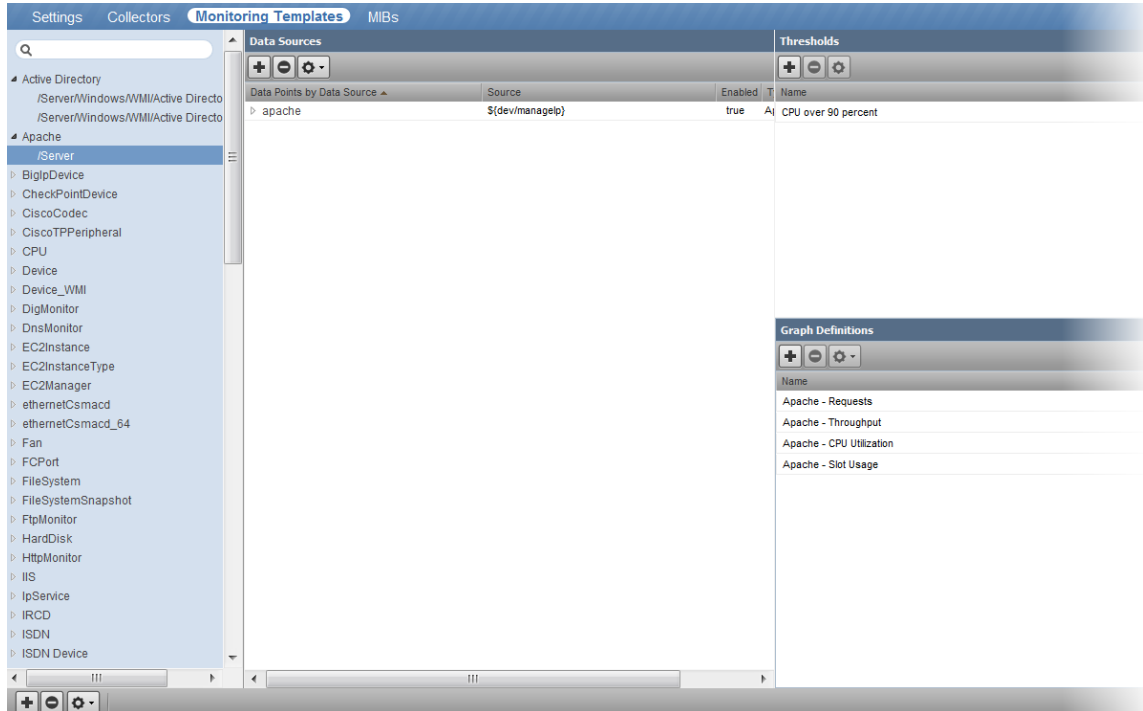 Settings Collectors Monitoring Templates MIBs
Active Directory
/Server/Windows/WMI/Active Directo
/Server/Windows/WMI/Active Directo
Apache
/Server
BigIpDevice
CheckPointDevice
CiscoCodec
CiscoTPPeripheral
CPU
Device
Device_WMI
DigMonitor
DnsMonitor
EC2Instance
EC2InstanceType
EC2Manager
ethernetCsmacd
ethernetCsmacd_64
Fan
FCPort
FileSystem
FileSystemSnapshot
FtpMonitor
HardDisk
HttpMonitor
IIS
IpService
IRCD
ISDN
ISDN Device
Data Sources
Data Points by Data Source Source Enabled T
apache ${dev/manageIp} true A
Thresholds
Name
CPU over 90 percent
Graph Definitions
Name
Apache - Requests
Apache - Throughput
Apache - CPU Utilization
Apache - Slot Usage